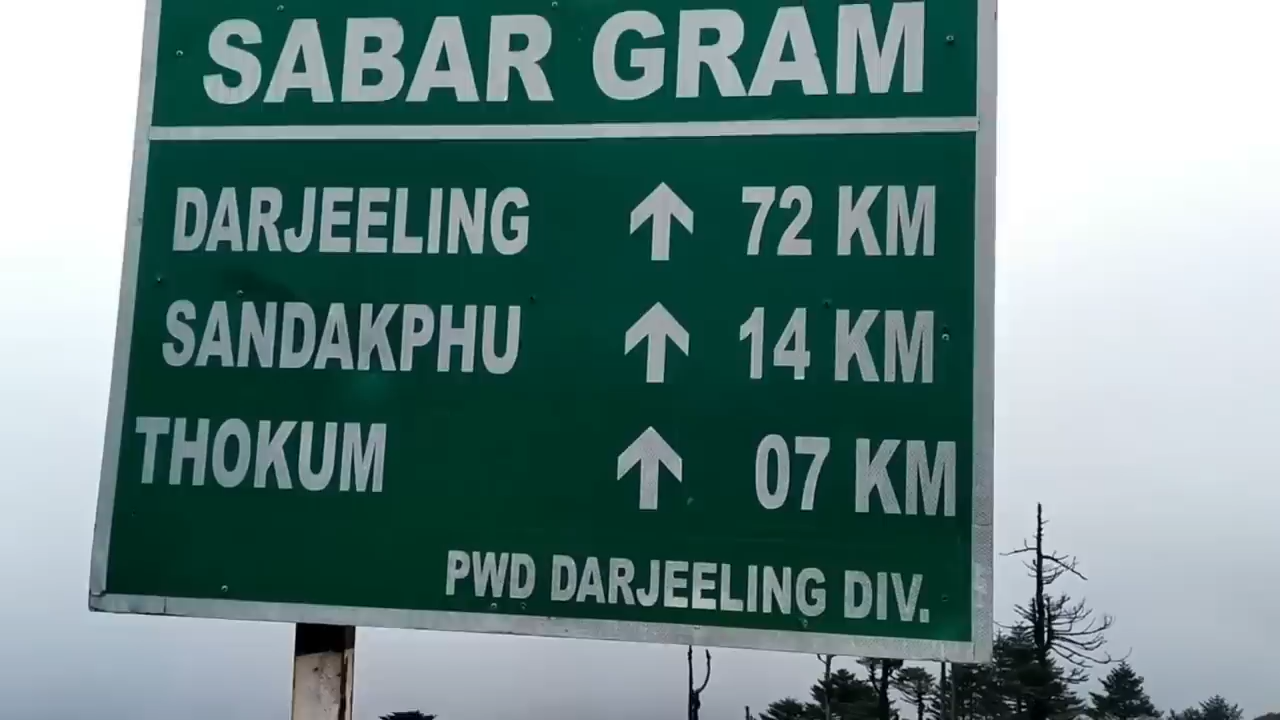 SABAR GRAM
DARJEELING ↑ 72 KM
SANDAKPHU ↑ 14 KM
THOKUM ↑ 07 KM
PWD DARJEELING DIV.